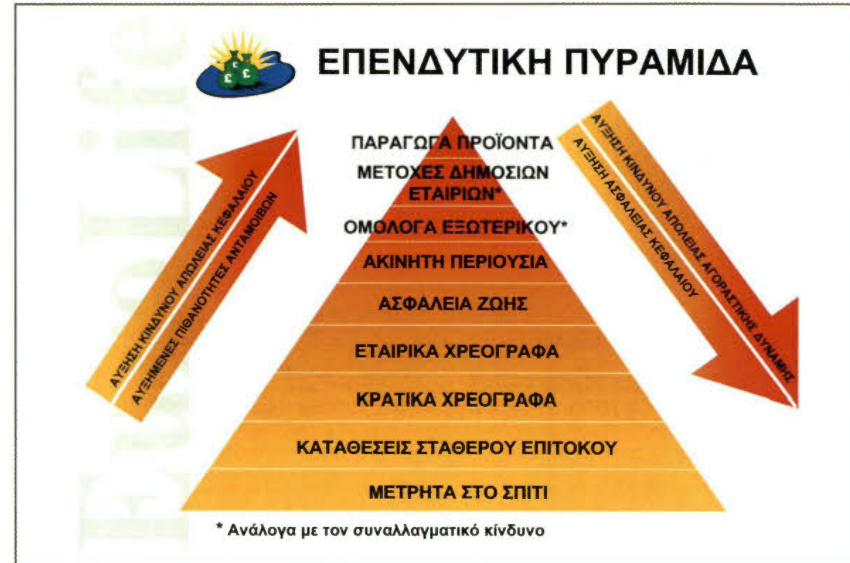 ΕΠΕΝΔΥΤΙΚΗ ΠΥΡΑΜΙΔΑ
ΠΑΡΑΓΩΓΑ ΠΡΟΪΟΝΤΑ
ΜΕΤΟΧΕΣ ΔΗΜΟΣΙΩΝ
ΕΤΑΙΡΙΩΝ*
ΟΜΟΛΟΓΑ ΕΞΩΤΕΡΙΚΟΥ*
ΑΚΙΝΗΤΗ ΠΕΡΙΟΥΣΙΑ
ΑΣΦΑΛΕΙΑ ΖΩΗΣ
ΕΤΑΙΡΙΚΑ ΧΡΕΟΓΡΑΦΑ
ΚΡΑΤΙΚΑ ΧΡΕΟΓΡΑΦΑ
ΚΑΤΑΘΕΣΕΙΣ ΣΤΑΘΕΡΟΥ ΕΠΙΤΟΚΟΥ
ΜΕΤΡΗΤΑ ΣΤΟ ΣΠΙΤΙ
ΑΥΞΗΣΗ ΚΙΝΔΥΝΟΥ ΑΠΩΛΕΙΑΣ ΚΕΦΑΛΑΙΟΥ
ΑΥΞΗΜΕΝΕΣ ΠΙΘΑΝΟΤΗΤΕΣ ΑΝΤΑΜΟΙΒΩΝ
ΑΥΞΗΣΗ ΚΙΝΔΥΝΟΥ ΑΠΩΛΕΙΑΣ ΑΓΟΡΑΣΤΙΚΗΣ ΔΥΝΑΜΗΣ
ΑΥΞΗΣΗ ΑΣΦΑΛΕΙΑΣ ΚΕΦΑΛΑΙΟΥ
* Ανάλογα με τον συναλλαγματικό κίνδυνο
EuroLife
£ £ £